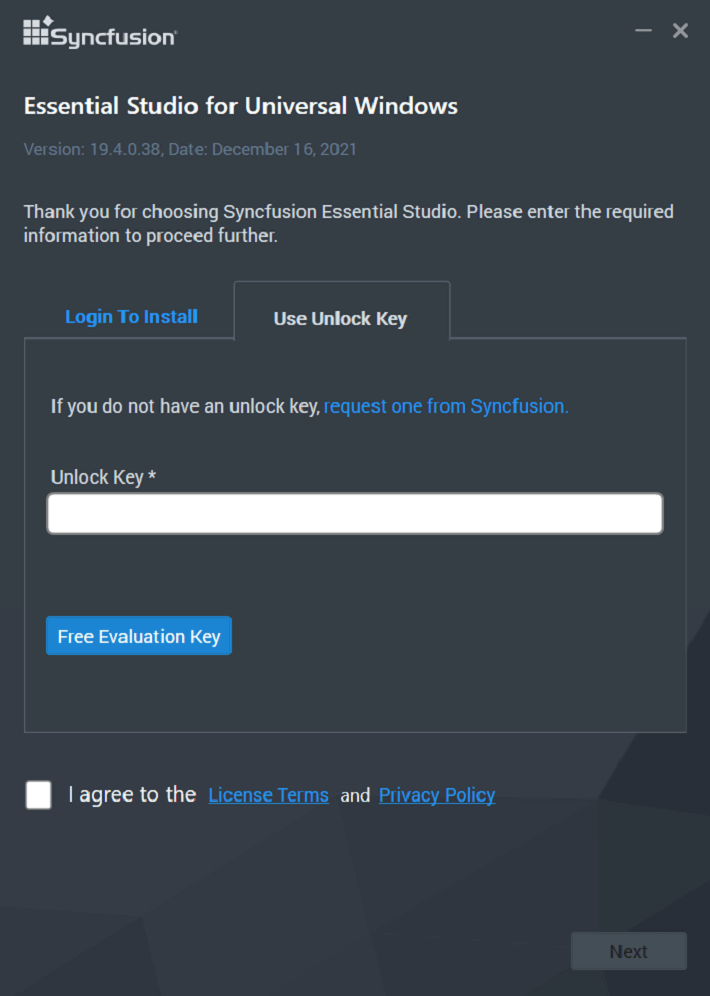 Syncfusion
Essential Studio for Universal Windows
Version: 19.4.0.38, Date: December 16, 2021
Thank you for choosing Syncfusion Essential Studio. Please enter the required
information to proceed further.
Login To Install
Use Unlock Key
If you do not have an unlock key, request one from Syncfusion.
Unlock Key *
Free Evaluation Key
I agree to the License Terms and Privacy Policy
Next